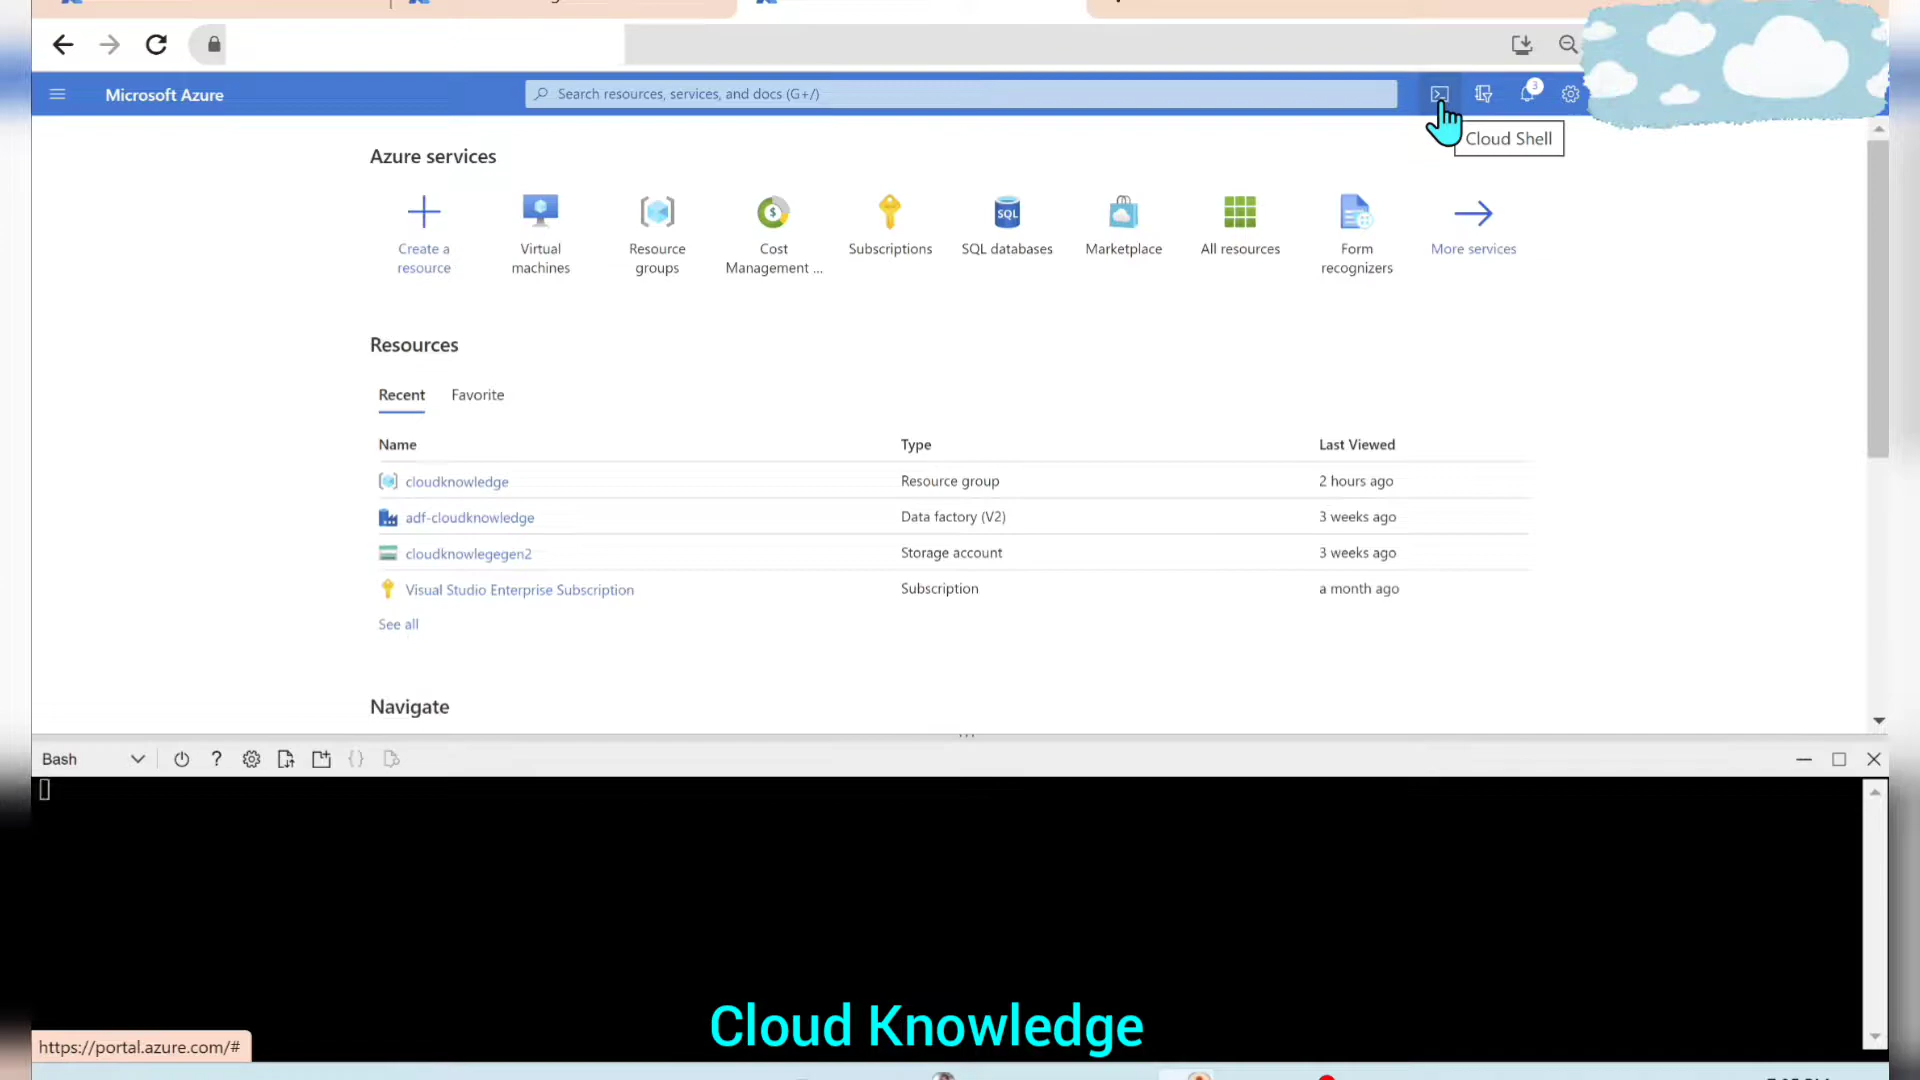 Microsoft Azure
Search resources, services, and docs (G+/)
3
Cloud Shell
Azure services
Create a resource
Virtual machines
Resource groups
Cost Management ...
Subscriptions
SQL
SQL databases
Marketplace
All resources
Form recognizers
More services
Resources
Recent Favorite
Name Type Last Viewed
cloudknowledge Resource group 2 hours ago
adf-cloudknowledge Data factory (V2) 3 weeks ago
cloudknowlegegen2 Storage account 3 weeks ago
Visual Studio Enterprise Subscription Subscription a month ago
See all
Navigate
Bash
Cloud Knowledge
https://portal.azure.com/#